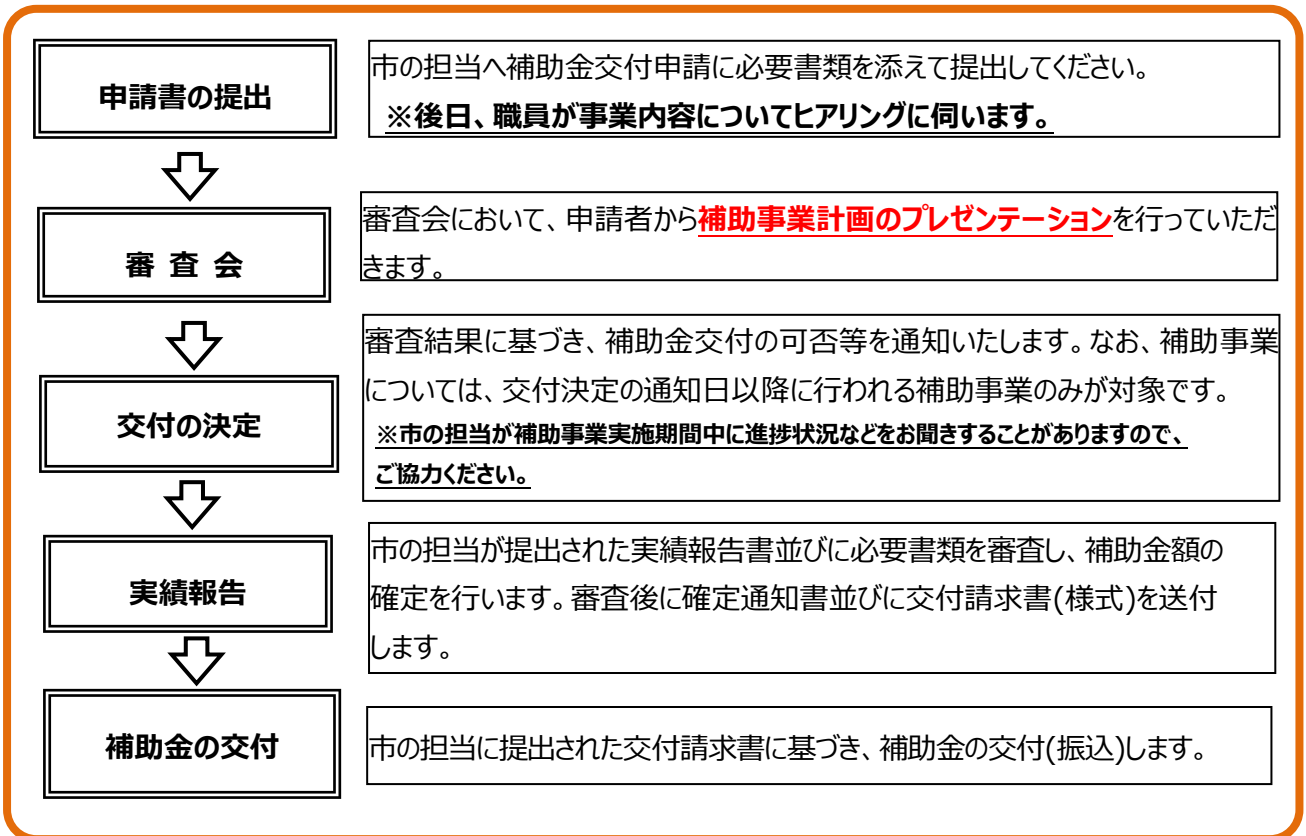 申請書の提出
市の担当へ補助金交付申請に必要書類を添えて提出してください。
※後日、職員が事業内容についてヒアリングに伺います。
審 査 会
審査会において、申請者から補助事業計画のプレゼンテーションを行っていただ
きます。
交付の決定
審査結果に基づき、補助金交付の可否等を通知いたします。なお、補助事業
については、交付決定の通知日以降に行われる補助事業のみが対象です。
※市の担当が補助事業実施期間中に進捗状況などをお聞きすることがありますので、
ご協力ください。
実績報告
市の担当が提出された実績報告書並びに必要書類を審査し、補助金額の
確定を行います。審査後に確定通知書並びに交付請求書(様式)を送付
します。
補助金の交付
市の担当に提出された交付請求書に基づき、補助金の交付(振込)します。